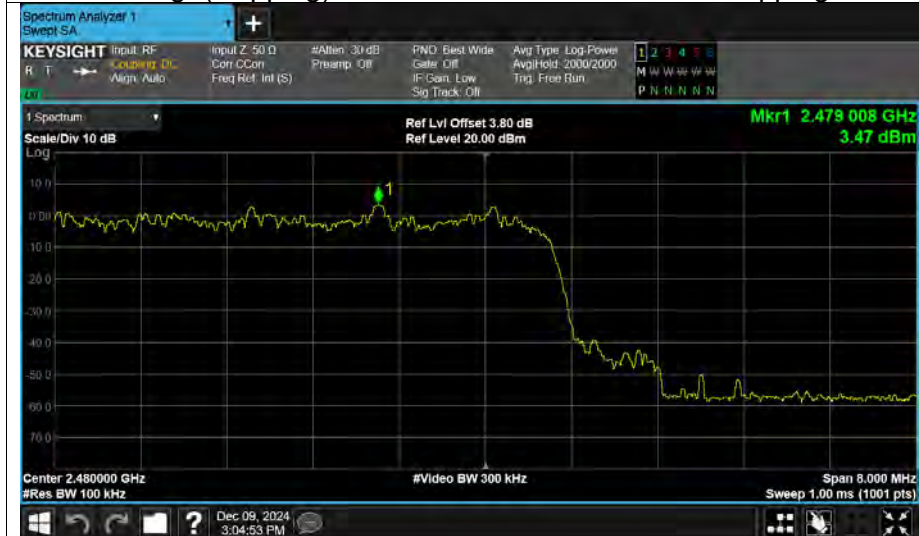 Spectrum Analyzer 1
Swept SA
+
KEYSIGHT Input: RF
R T Coupling: DC
Align: Auto
Input Z: 50 Ω
Corr CCorr
Freq Ref: Int (S)
#Atten: 30 dB
Preamp: Off
PNO: Best Wide
Gate: Off
IF Gain: Low
Sig Track: Off
Avg Type: Log-Power
Avg|Hold: 2000/2000
Trig: Free Run
1 2 3 4 5 6
M W W W W W
P N N N N N
1 Spectrum
Scale/Div 10 dB
Ref Lvl Offset 3.80 dB
Ref Level 20.00 dBm
Mkr1 2.479 008 GHz
3.47 dBm
Log
10.0
0.00
1
-10.0
-20.0
-30.0
-40.0
-50.0
-60.0
-70.0
Center 2.480000 GHz
#Res BW 100 kHz
#Video BW 300 kHz
Span 8.000 MHz
Sweep 1.00 ms (1001 pts)
?
Dec 09, 2024
3:04:53 PM